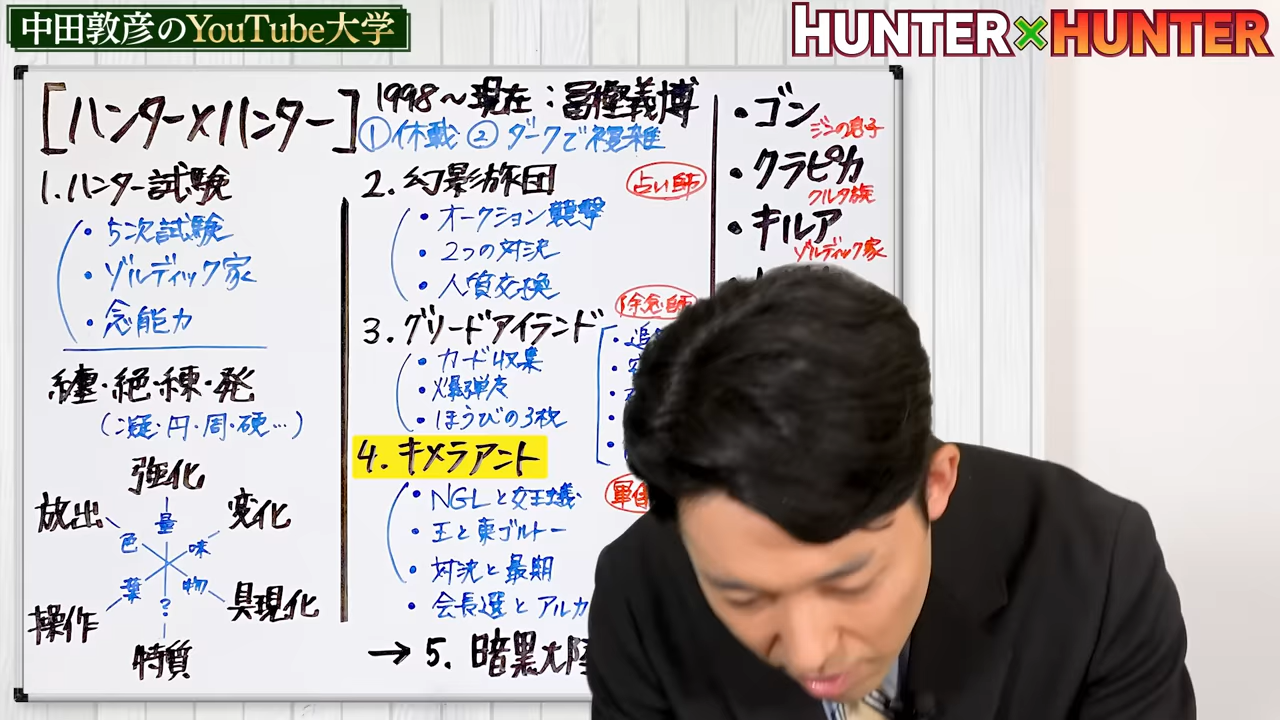 中田敦彦のYouTube大学
HUNTER×HUNTER
[ハンター×ハンター]
1998〜現在：冨樫義博
①休載 ②ダークで複雑
1.ハンター試験
・5次試験
・ゾルディック家
・念能力
纏・絶・練・発
(凝・円・周・硬…)
強化
放出
変化
量
色
味
葉
物
?
操作
具現化
特質
2.幻影旅団
占い師
・オークション襲撃
・2つの対決
・人質交換
除念師
3.グリードアイランド
・カード収集
・爆弾魔
・ほうびの3枚
4.キメラアント
・NGLと女王蟻
・王と東ゴルトー
・対決と最期
・会長選とアルカ
→5.暗黒大陸
・ゴン
ジンの息子
・クラピカ
クルタ族
・キルア
ゾルディック家